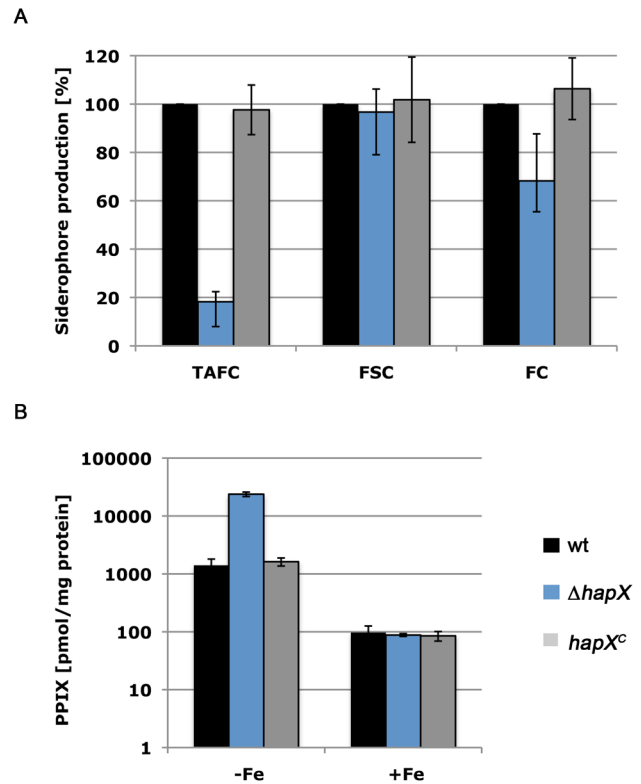 A
Siderophore production [%]
120
100
80
60
40
20
0
TAFC FSC FC
B
PPIX [pmol/mg protein]
100000
10000
1000
100
10
1
-Fe +Fe
wt
ΔhapX
hapXᶜ